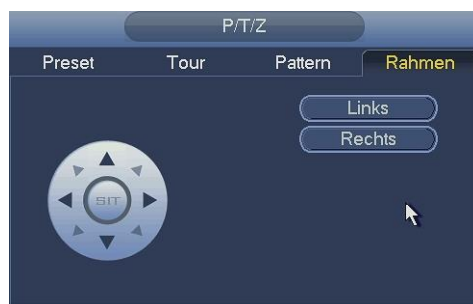 P/T/Z
Preset Tour Pattern Rahmen
Links
Rechts
SIT